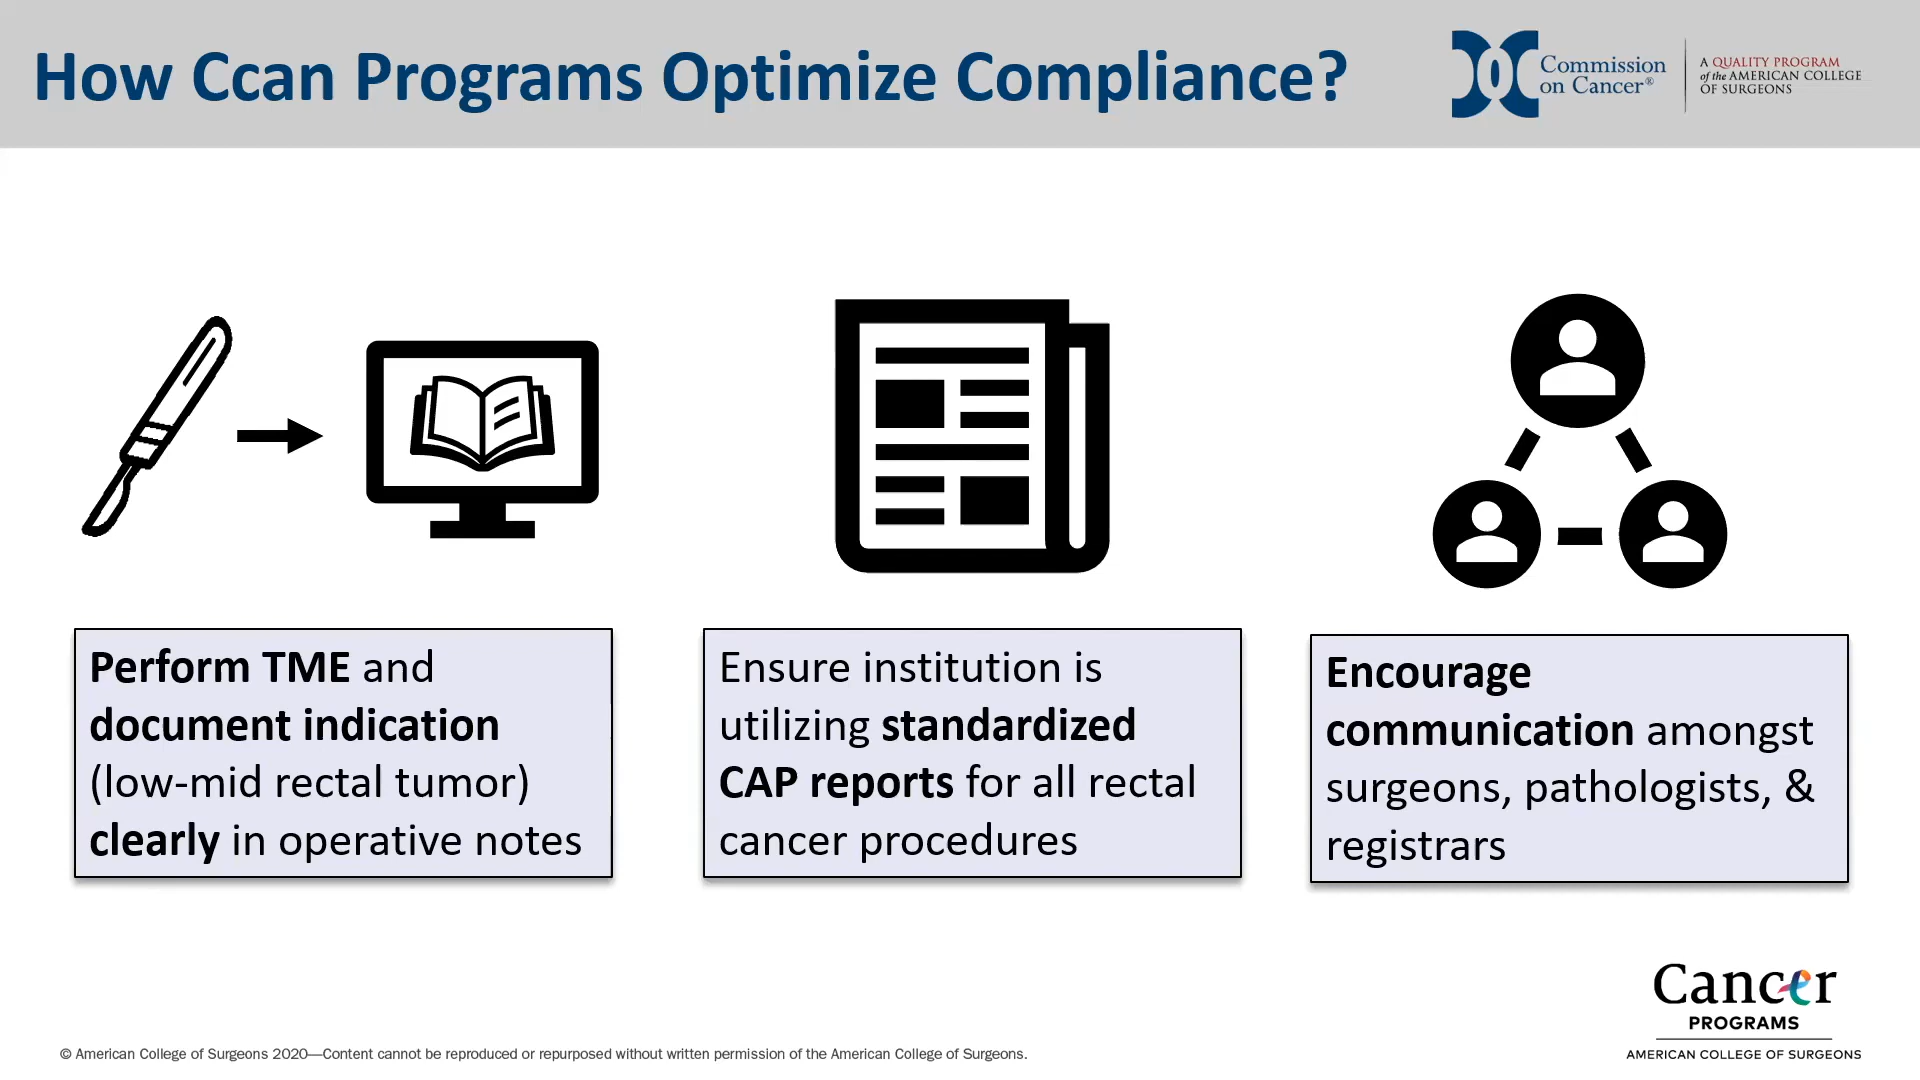 How Ccan Programs Optimize Compliance?
Commission
on Cancer®
A QUALITY PROGRAM
of the AMERICAN COLLEGE
OF SURGEONS
Perform TME and
document indication
(low-mid rectal tumor)
clearly in operative notes
Ensure institution is
utilizing standardized
CAP reports for all rectal
cancer procedures
Encourage
communication amongst
surgeons, pathologists, &
registrars
Cancer
PROGRAMS
AMERICAN COLLEGE OF SURGEONS
© American College of Surgeons 2020—Content cannot be reproduced or repurposed without written permission of the American College of Surgeons.